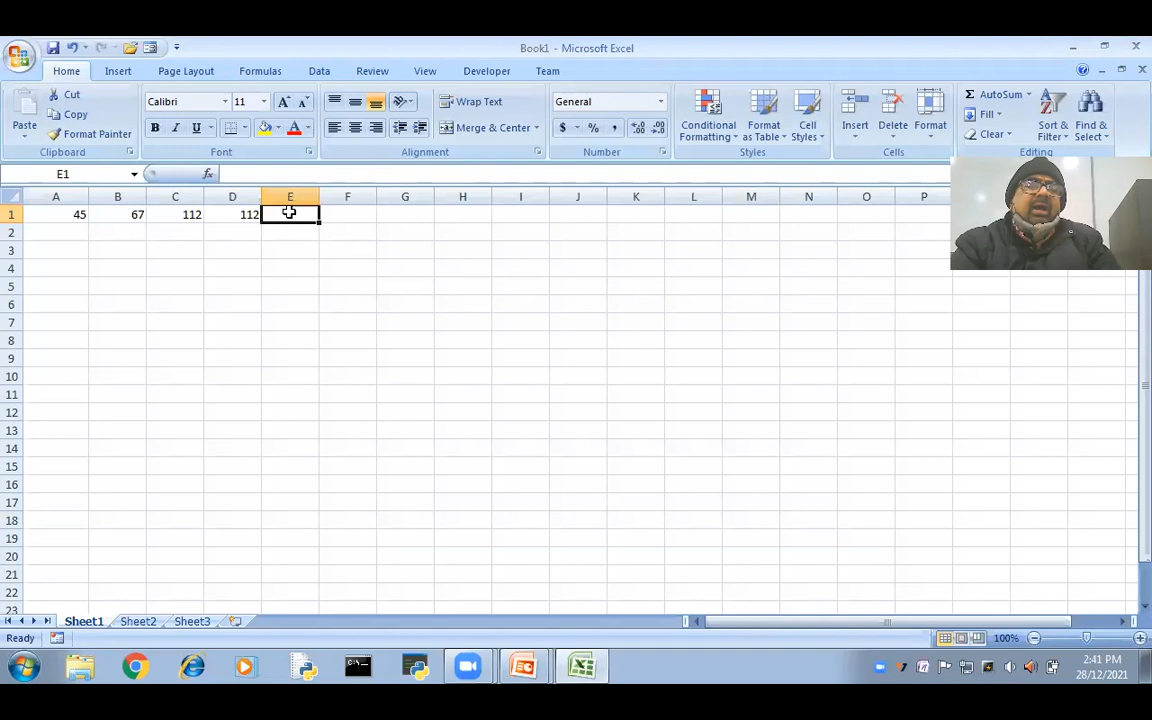 Book1 - Microsoft Excel
Home Insert Page Layout Formulas Data Review View Developer Team
Cut
Copy
Format Painter
Paste
Clipboard
Calibri 11
B I U
Font
Wrap Text
Merge & Center
Alignment
General
$ % ,
Number
Conditional Formatting
Format as Table
Cell Styles
Styles
Insert Delete Format
Cells
Σ AutoSum
Fill
Clear
Sort & Filter
Find & Select
Editing
E1 fx
A B C D E F G H I J K L M N O P
1 45 67 112 112
2
3
4
5
6
7
8
9
10
11
12
13
14
15
16
17
18
19
20
21
22
23
Sheet1 Sheet2 Sheet3
Ready 100%
2:41 PM
28/12/2021